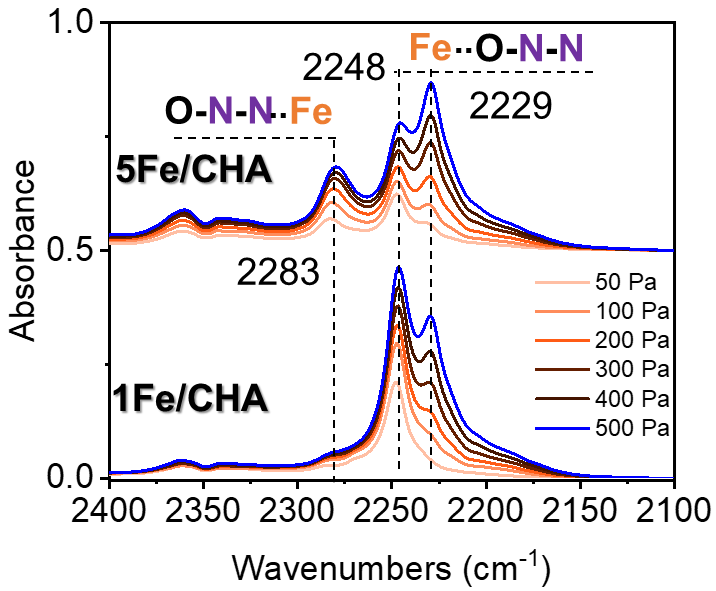 1.0
Fe··O-N-N
2248
2229
O-N-N··Fe
5Fe/CHA
0.5
2283
50 Pa
100 Pa
200 Pa
300 Pa
400 Pa
500 Pa
1Fe/CHA
0.0
Absorbance
2400 2350 2300 2250 2200 2150 2100
Wavenumbers (cm⁻¹)